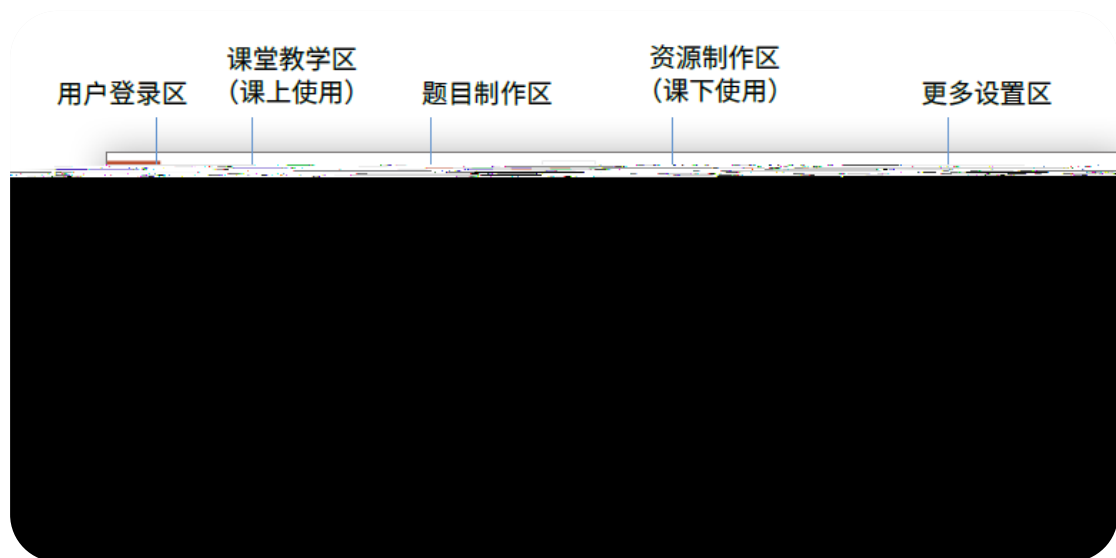 用户登录区
课堂教学区
（课上使用）
题目制作区
资源制作区
（课下使用）
更多设置区